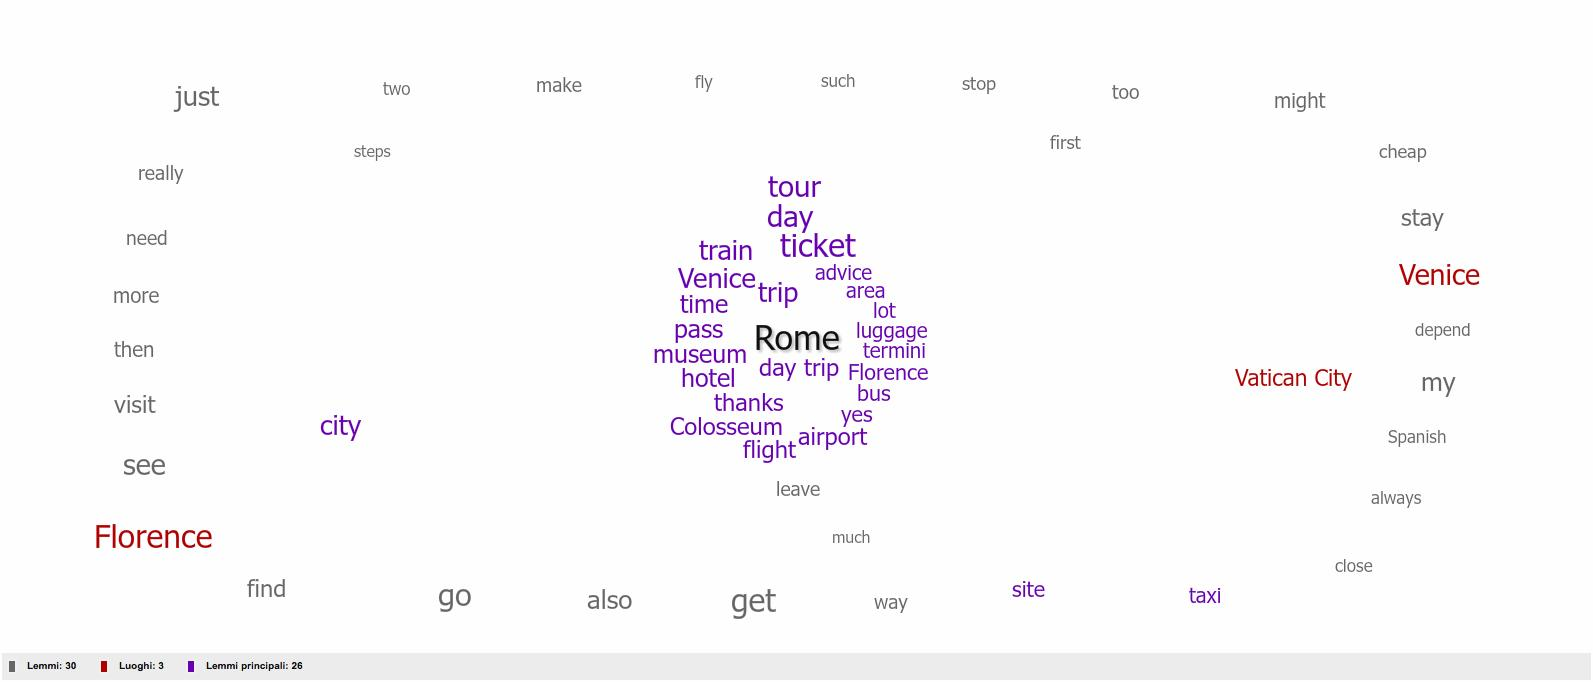 just
two
make
fly
such
stop
too
might
steps
first
cheap
really
tour
day
stay
need
train
ticket
Venice
advice
Venice
more
time
trip
area
lot
pass
Rome
luggage
depend
then
museum
termini
hotel
day trip
Florence
Vatican City
my
visit
thanks
bus
yes
city
Colosseum
airport
Spanish
flight
see
leave
always
Florence
much
close
find
go
also
get
way
site
taxi
Lemmi: 30 Luoghi: 3 Lemmi principali: 26